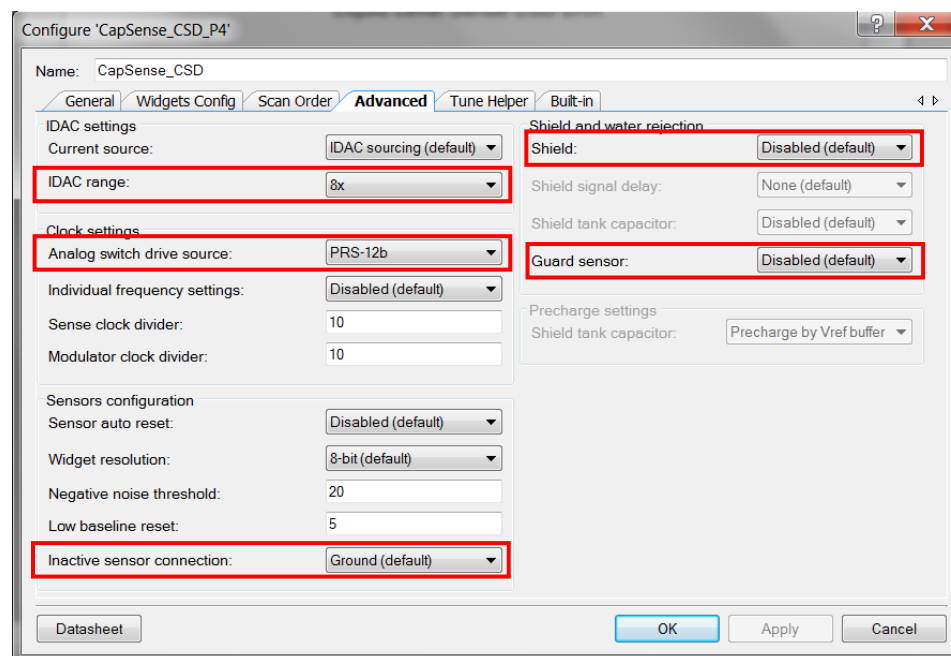 Configure 'CapSense_CSD_P4'
Name: CapSense_CSD
General Widgets Config Scan Order Advanced Tune Helper Built-in
IDAC settings
Current source: IDAC sourcing (default)
IDAC range: 8x
Clock settings
Analog switch drive source: PRS-12b
Individual frequency settings: Disabled (default)
Sense clock divider: 10
Modulator clock divider: 10
Sensors configuration
Sensor auto reset: Disabled (default)
Widget resolution: 8-bit (default)
Negative noise threshold: 20
Low baseline reset: 5
Inactive sensor connection: Ground (default)
Shield and water rejection
Shield: Disabled (default)
Shield signal delay: None (default)
Shield tank capacitor: Disabled (default)
Guard sensor: Disabled (default)
Precharge settings
Shield tank capacitor: Precharge by Vref buffer
Datasheet OK Apply Cancel